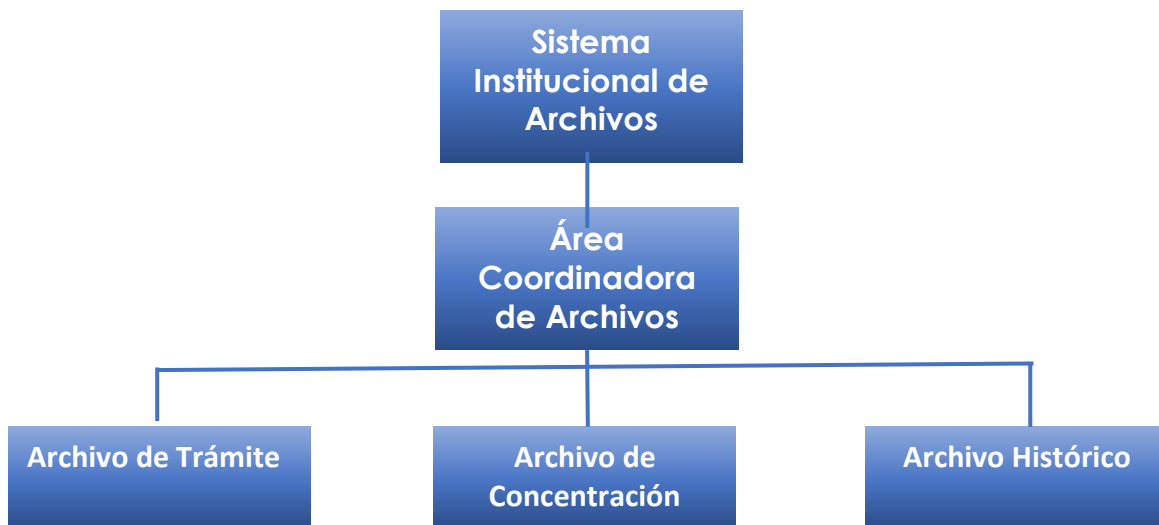 Sistema
Institucional de
Archivos
Área
Coordinadora
de Archivos
Archivo de Trámite
Archivo de
Concentración
Archivo Histórico